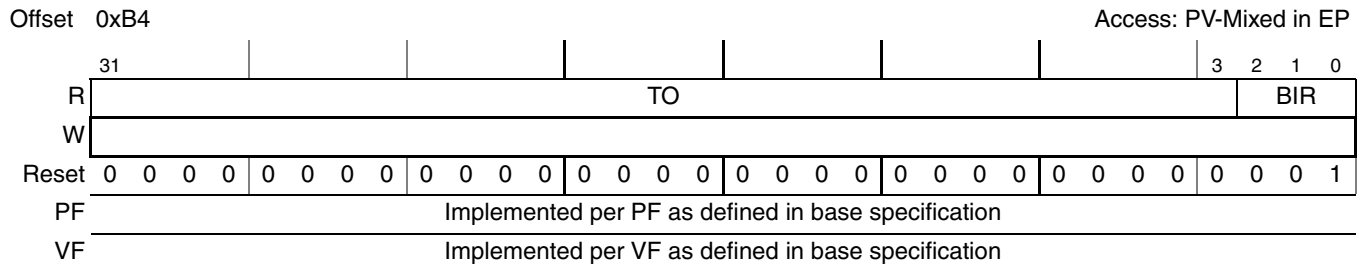 Offset 0xB4 Access: PV-Mixed in EP
31 3 2 1 0
R TO BIR
W
Reset 0 0 0 0 0 0 0 0 0 0 0 0 0 0 0 0 0 0 0 0 0 0 0 0 0 0 0 0 0 0 0 1
PF Implemented per PF as defined in base specification
VF Implemented per VF as defined in base specification